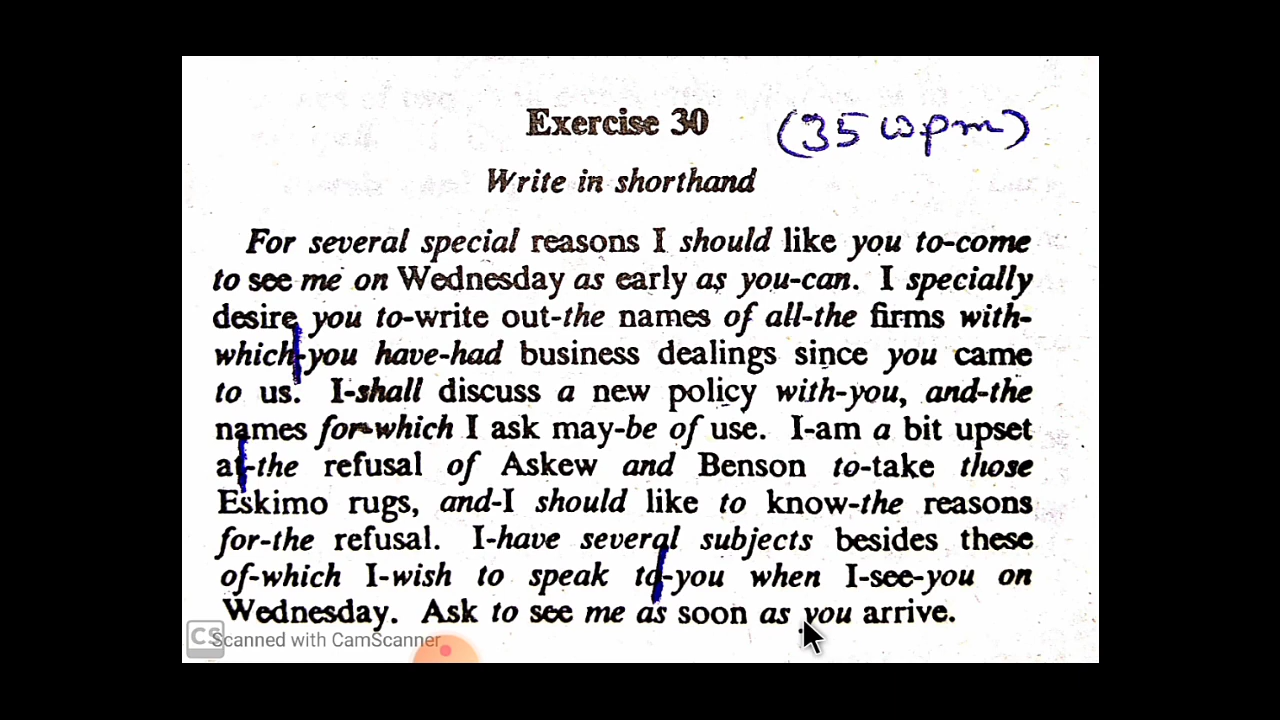 Exercise 30 (35 wpm)
Write in shorthand
For several special reasons I should like you to-come
to see me on Wednesday as early as you-can. I specially
desire you to-write out-the names of all-the firms with-
which-you have-had business dealings since you came
to us. I-shall discuss a new policy with-you, and-the
names for-which I ask may-be of use. I-am a bit upset
at-the refusal of Askew and Benson to-take those
Eskimo rugs, and-I should like to know-the reasons
for-the refusal. I-have several subjects besides these
of-which I-wish to speak to-you when I-see-you on
Wednesday. Ask to see me as soon as you arrive.
CS Scanned with CamScanner